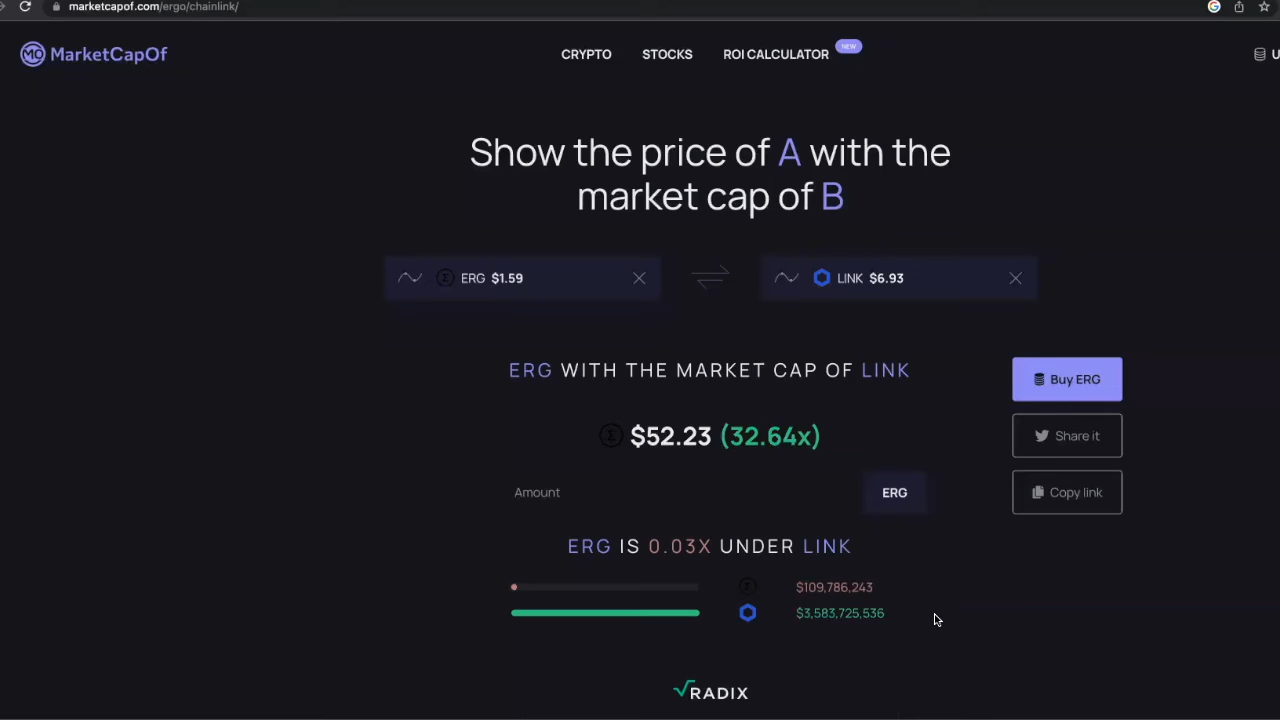 marketcapof.com/ergo/chainlink/
MO MarketCapOf
CRYPTO STOCKS ROI CALCULATOR NEW
U
Show the price of A with the
market cap of B
ERG $1.59
LINK $6.93
ERG WITH THE MARKET CAP OF LINK
Buy ERG
$52.23 (32.64x)
Share it
Amount ERG
Copy link
ERG IS 0.03X UNDER LINK
$109,786,243
$3,583,725,536
RADIX